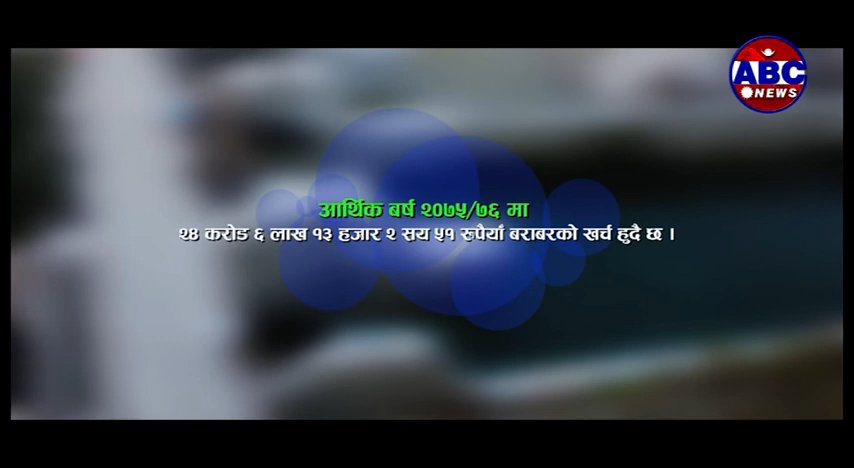 ABC
NEWS
आर्थिक बर्ष २०७५/७६ मा
२४ करोड ६ लाख १३ हजार २ सय ५१ रूपैयाँ बराबरको खर्च हुदै छ ।